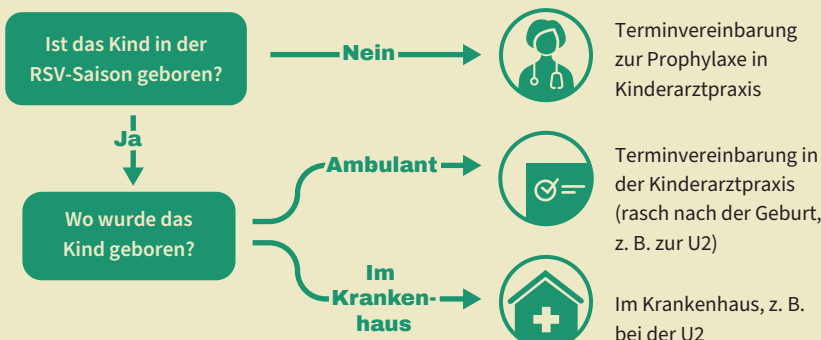 Ist das Kind in der
RSV-Saison geboren?
Nein
Terminvereinbarung
zur Prophylaxe in
Kinderarztpraxis
Ja
Wo wurde das
Kind geboren?
Ambulant
Terminvereinbarung in
der Kinderarztpraxis
(rasch nach der Geburt,
z. B. zur U2)
Im
Kranken-
haus
Im Krankenhaus, z. B.
bei der U2